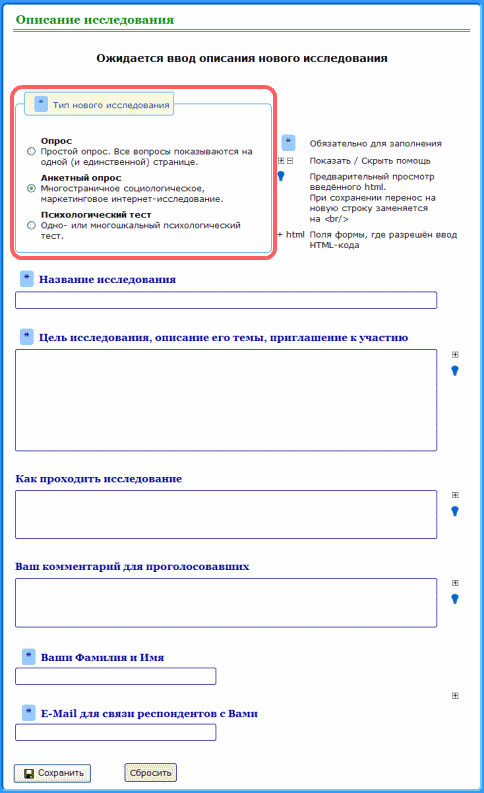 Описание исследования
Ожидается ввод описания нового исследования
* Тип нового исследования
Опрос
Простой опрос. Все вопросы показываются на
одной (и единственной) странице.
Анкетный опрос
Многостраничное социологическое,
маркетинговое интернет-исследование.
Психологический тест
Одно- или многошкальный психологический
тест.
* Обязательно для заполнения
Показать / Скрыть помощь
Предварительный просмотр
введённого html.
При сохранении перенос на
новую строку заменяется
на <br/>
+ html Поля формы, где разрешён ввод
HTML-кода
* Название исследования
* Цель исследования, описание его темы, приглашение к участию
Как проходить исследование
Ваш комментарий для проголосовавших
* Ваши Фамилия и Имя
* E-Mail для связи респондентов с Вами
Сохранить
Сбросить